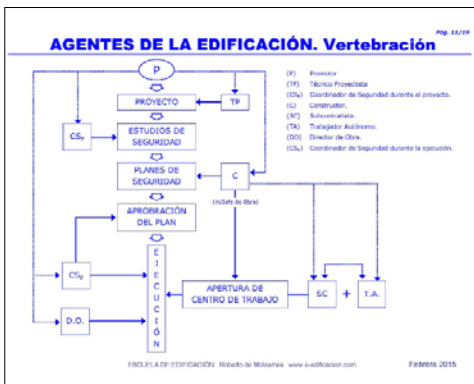 Pág. 11/19
AGENTES DE LA EDIFICACIÓN. Vertebración
P
(P) Promotor
(TP) Técnico Proyectista
(CSP) Coordinador de Seguridad durante el proyecto.
(C) Constructor.
(SC) Subcontratista.
(TA) Trabajador Autónomo.
(DO) Director de Obra.
(CSE) Coordinador de Seguridad durante la ejecución.
PROYECTO
TP
CSP
ESTUDIOS DE
SEGURIDAD
PLANES DE
SEGURIDAD
C
(H/Jefe de Obra)
APROBACIÓN
DEL PLAN
EJECUCIÓN
CSE
APERTURA DE
CENTRO DE TRABAJO
SC
+
T.A.
D.O.
ESCUELA DE EDIFICACIÓN Roberto de Molesmes www.e-edificacion.com
Febrero 2015